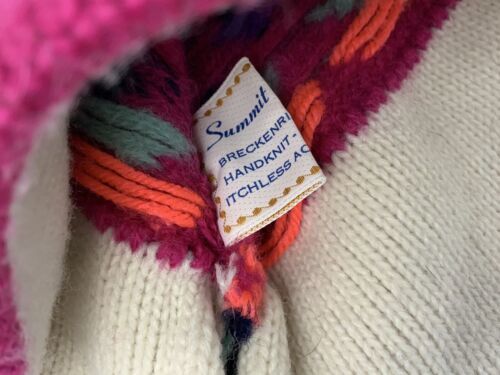 Summit
BRECKENRI
HANDKNIT -
ITCHLESS AC